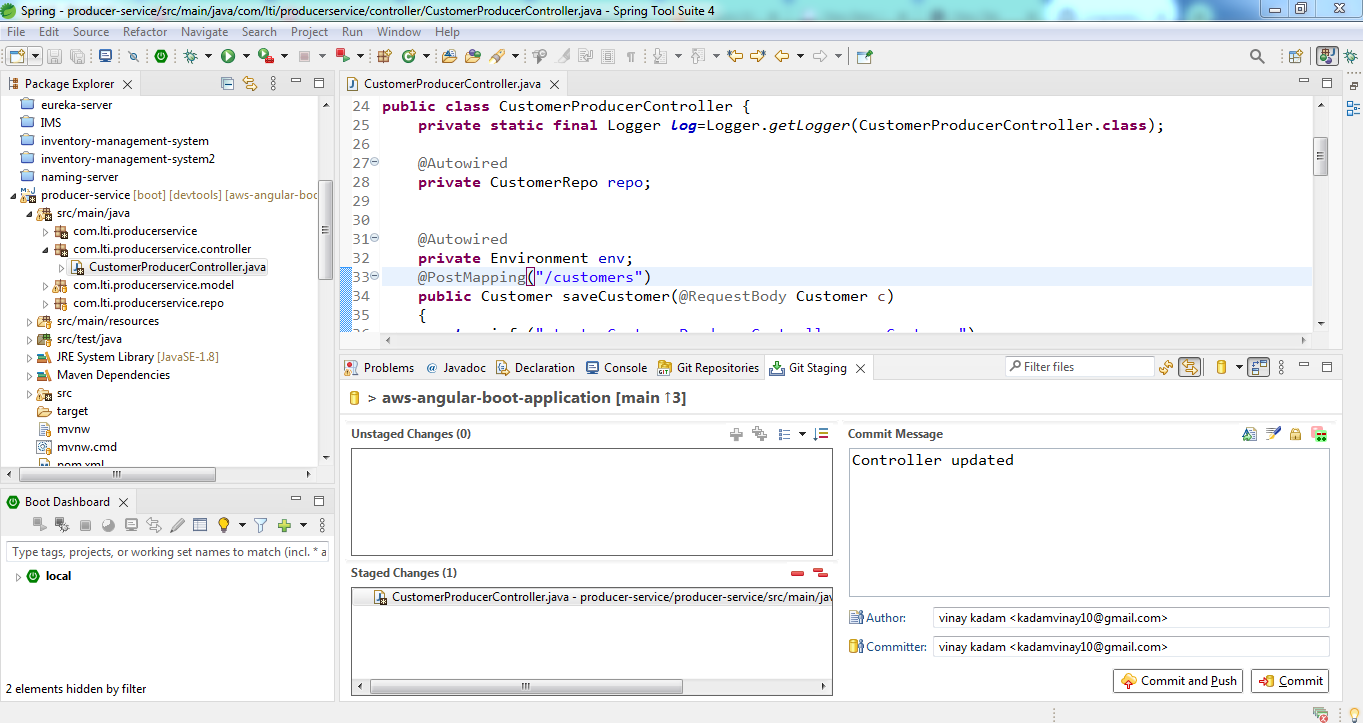 Spring - producer-service/src/main/java/com/lti/producerservice/controller/CustomerProducerController.java - Spring Tool Suite 4
File Edit Source Refactor Navigate Search Project Run Window Help
Package Explorer
eureka-server
IMS
inventory-management-system
inventory-management-system2
naming-server
producer-service [boot] [devtools] [aws-angular-boo
src/main/java
com.lti.producerservice
com.lti.producerservice.controller
CustomerProducerController.java
com.lti.producerservice.model
com.lti.producerservice.repo
src/main/resources
src/test/java
JRE System Library [JavaSE-1.8]
Maven Dependencies
src
target
mvnw
mvnw.cmd
pom.xml
CustomerProducerController.java
24 public class CustomerProducerController {
25 private static final Logger log=Logger.getLogger(CustomerProducerController.class);
26
27 @Autowired
28 private CustomerRepo repo;
29
30
31 @Autowired
32 private Environment env;
33 @PostMapping("/customers")
34 public Customer saveCustomer(@RequestBody Customer c)
35 {
Boot Dashboard
Type tags, projects, or working set names to match (incl. * a
local
2 elements hidden by filter
Problems @ Javadoc Declaration Console Git Repositories Git Staging
Filter files
> aws-angular-boot-application [main ↑3]
Unstaged Changes (0)
Staged Changes (1)
CustomerProducerController.java - producer-service/producer-service/src/main/jav
Commit Message
Controller updated
Author: vinay kadam <kadamvinay10@gmail.com>
Committer: vinay kadam <kadamvinay10@gmail.com>
Commit and Push Commit